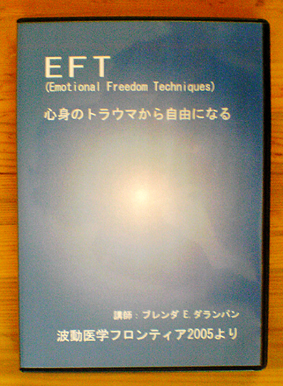 EFT
(Emotional Freedom Techniques)
心身のトラウマから自由になる
講師：ブレンダ E.ダランパン
波動医学フロンティア2005より